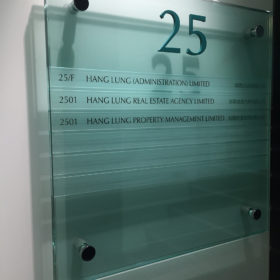 25
25/F HANG LUNG (ADMINISTRATION) LIMITED
2501 HANG LUNG REAL ESTATE AGENCY LIMITED
2501 HANG LUNG PROPERTY MANAGEMENT LIMITED